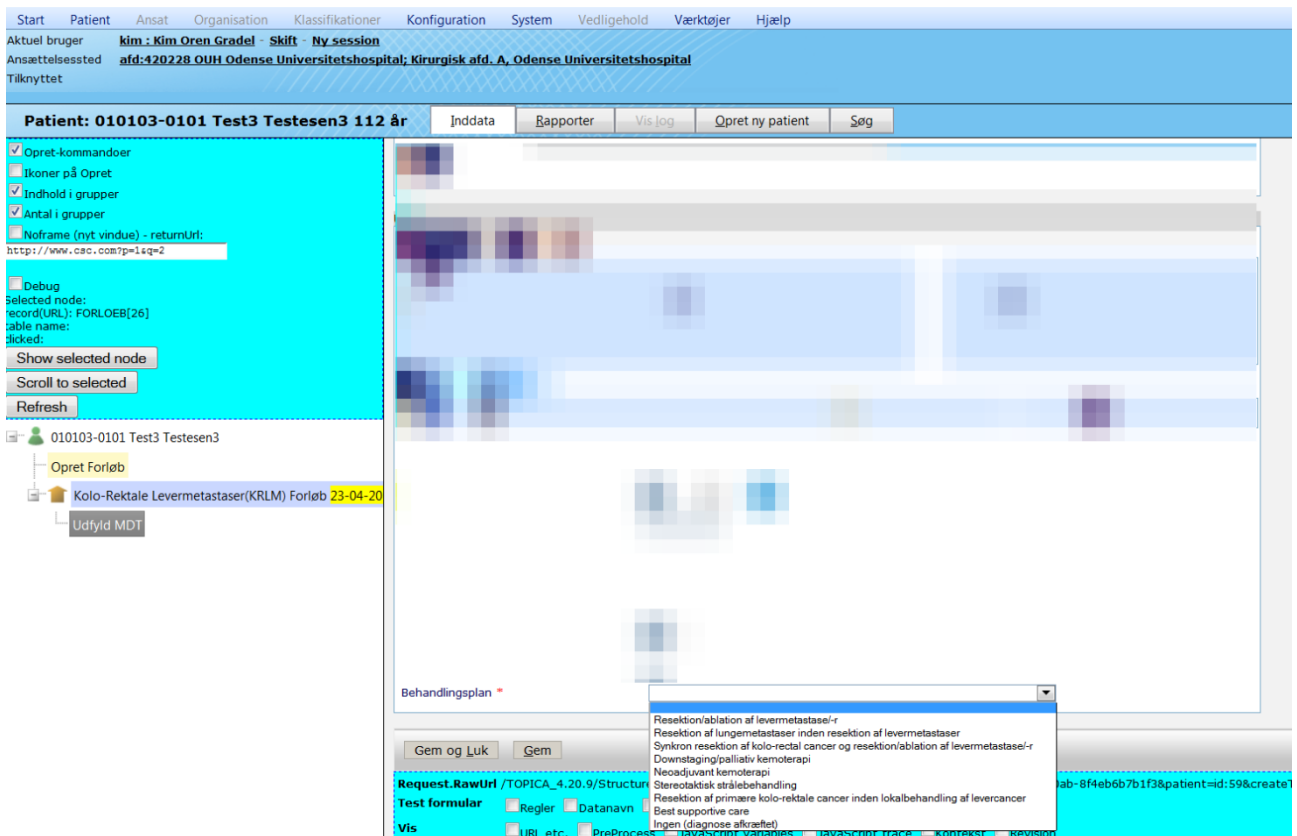 Start Patient Ansat Organisation Klassifikationer Konfiguration System Vedligehold Værktøjer Hjælp
Aktuel bruger kim : Kim Oren Gradel - Skift - Ny session
Ansættelsessted afd:420228 OUH Odense Universitetshospital; Kirurgisk afd. A, Odense Universitetshospital
Tilknyttet
Patient: 010103-0101 Test3 Testesen3 112 år Inddata Rapporter Vis log Opret ny patient Søg
Opret-kommandoer
Ikoner på Opret
Indhold i grupper
Antal i grupper
Noframe (nyt vindue) - returnUrl:
http://www.csc.com?p=1&q=2
Debug
Selected node:
record(URL): FORLOEB[26]
table name:
clicked:
Show selected node
Scroll to selected
Refresh
010103-0101 Test3 Testesen3
Opret Forløb
Kolo-Rektale Levermetastaser(KRLM) Forløb 23-04-20
Udfyld MDT
Behandlingsplan *
Resektion/ablation af levermetastase/-r
Resektion af lungemetastaser inden resektion af levermetastaser
Synkron resektion af kolo-rectal cancer og resektion/ablation af levermetastase/-r
Downstaging/palliativ kemoterapi
Neoadjuvant kemoterapi
Stereotaktisk strålebehandling
Resektion af primære kolo-rektale cancer inden lokalbehandling af levercancer
Best supportive care
Ingen (diagnose afkræftet)
Gem og Luk Gem
Request.RawUrl /TOPICA_4.20.9/Structure ab-8f4eb6b7b1f3&patient=id:59&createT
Test formular Regler Datanavn
Vis URL etc. PreProcess JavaScript variables JavaScript trace Kontekst Revision